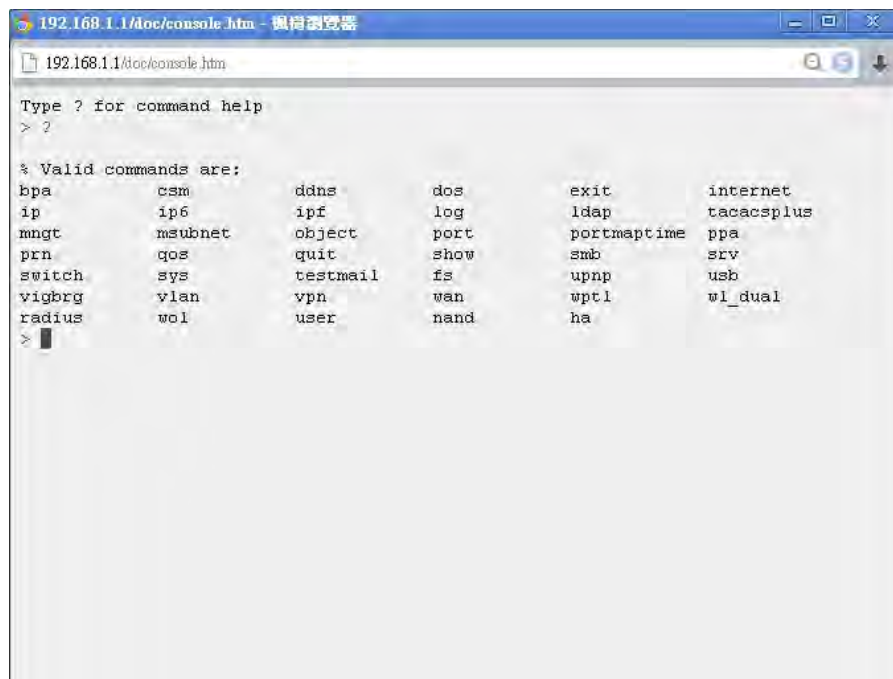 192.168.1.1/doc/console.htm - 楓樹瀏覽器
192.168.1.1/doc/console.htm
Type ? for command help
> ?
% Valid commands are:
bpa csm ddns dos exit internet
ip ip6 ipf log ldap tacacsplus
mngt msubnet object port portmaptime ppa
prn qos quit show smb srv
switch sys testmail fs upnp usb
vigbrg vlan vpn wan wptl wl_dual
radius wol user nand ha
>